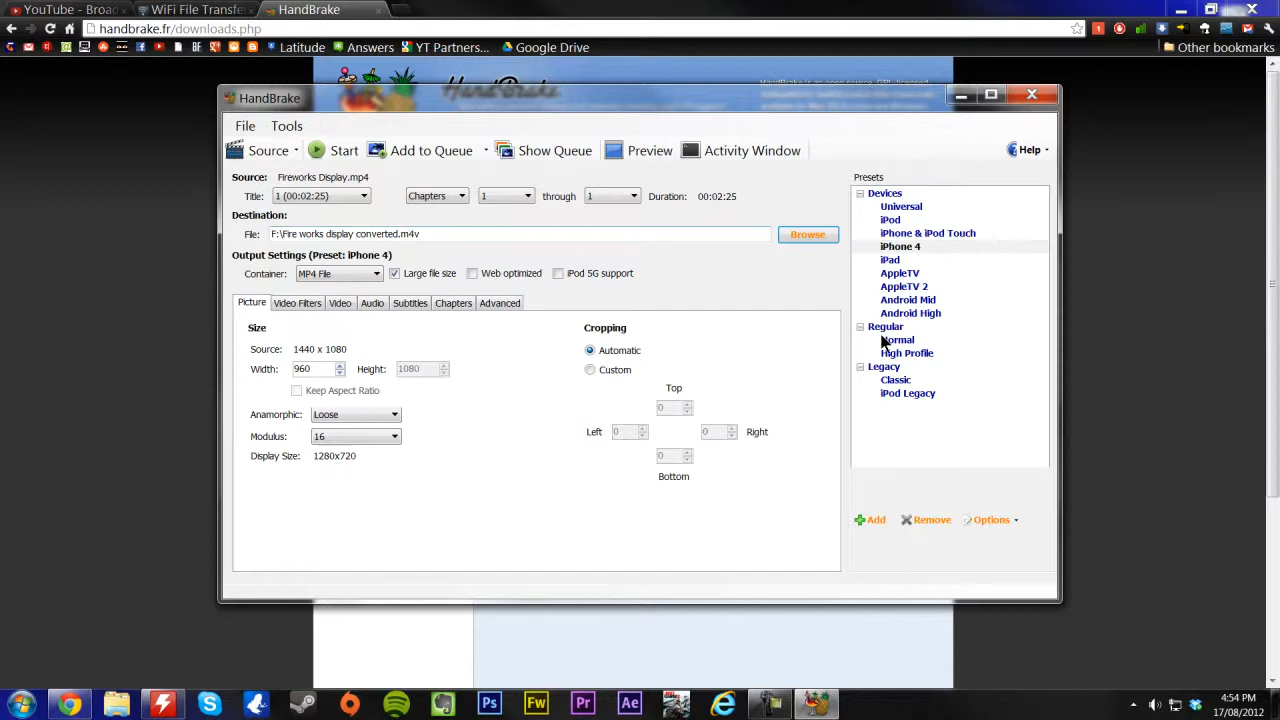 YouTube - Broad
WiFi File Transfer
HandBrake
handbrake.fr/downloads.php
Latitude Answers YT Partners... Google Drive Other bookmarks
HandBrake
HandBrake
File Tools
Source Start Add to Queue Show Queue Preview Activity Window Help
Source: Fireworks Display.mp4
Title: 1 (00:02:25) Chapters 1 through 1 Duration: 00:02:25
Destination:
File: F:\Fire works display converted.m4v Browse
Output Settings (Preset: iPhone 4)
Container: MP4 File Large file size Web optimized iPod 5G support
Picture Video Filters Video Audio Subtitles Chapters Advanced
Size
Source: 1440 x 1080
Width: 960 Height: 1080
Keep Aspect Ratio
Anamorphic: Loose
Modulus: 16
Display Size: 1280x720
Cropping
Automatic
Custom
Top
0
Left 0 0 Right
0
Bottom
Presets
Devices
Universal
iPod
iPhone & iPod Touch
iPhone 4
iPad
AppleTV
AppleTV 2
Android Mid
Android High
Regular
Normal
High Profile
Legacy
Classic
iPod Legacy
Add Remove Options
4:54 PM
17/08/2012